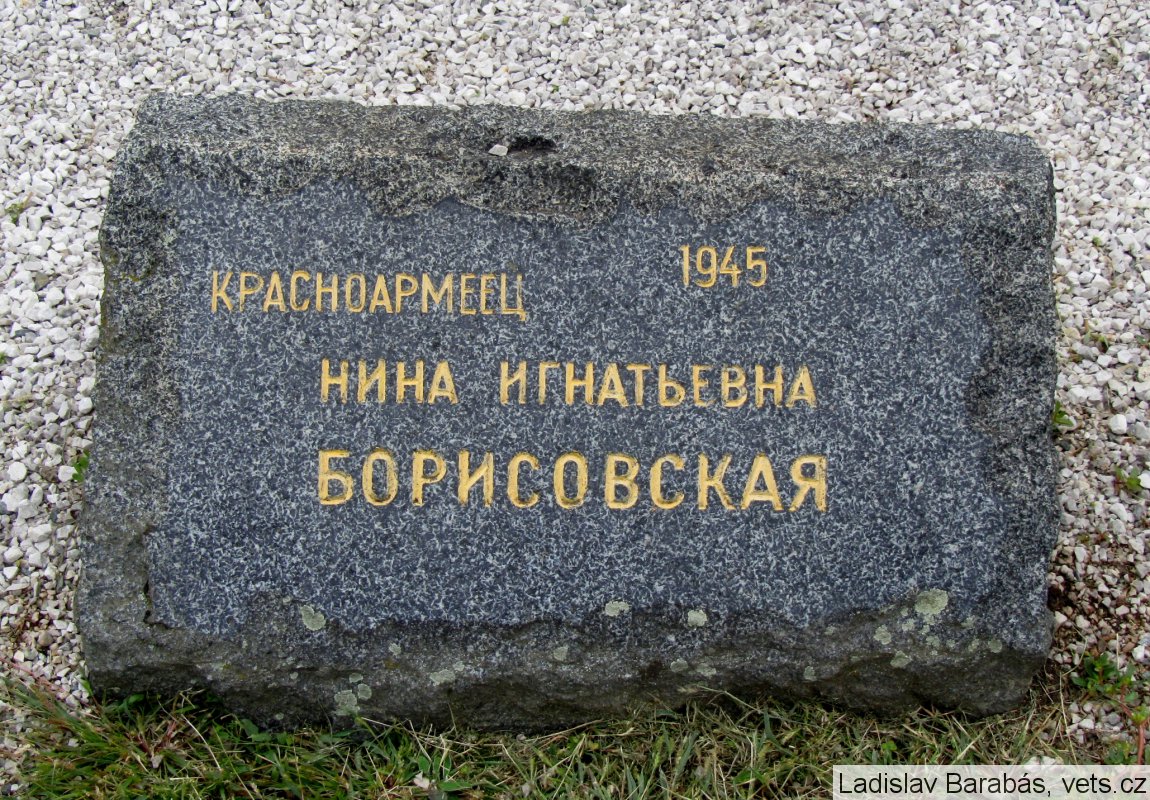 КРАСНОАРМЕЕЦ 1945
НИНА ИГНАТЬЕВНА
БОРИСОВСКАЯ
Ladislav Barabás, vets.cz